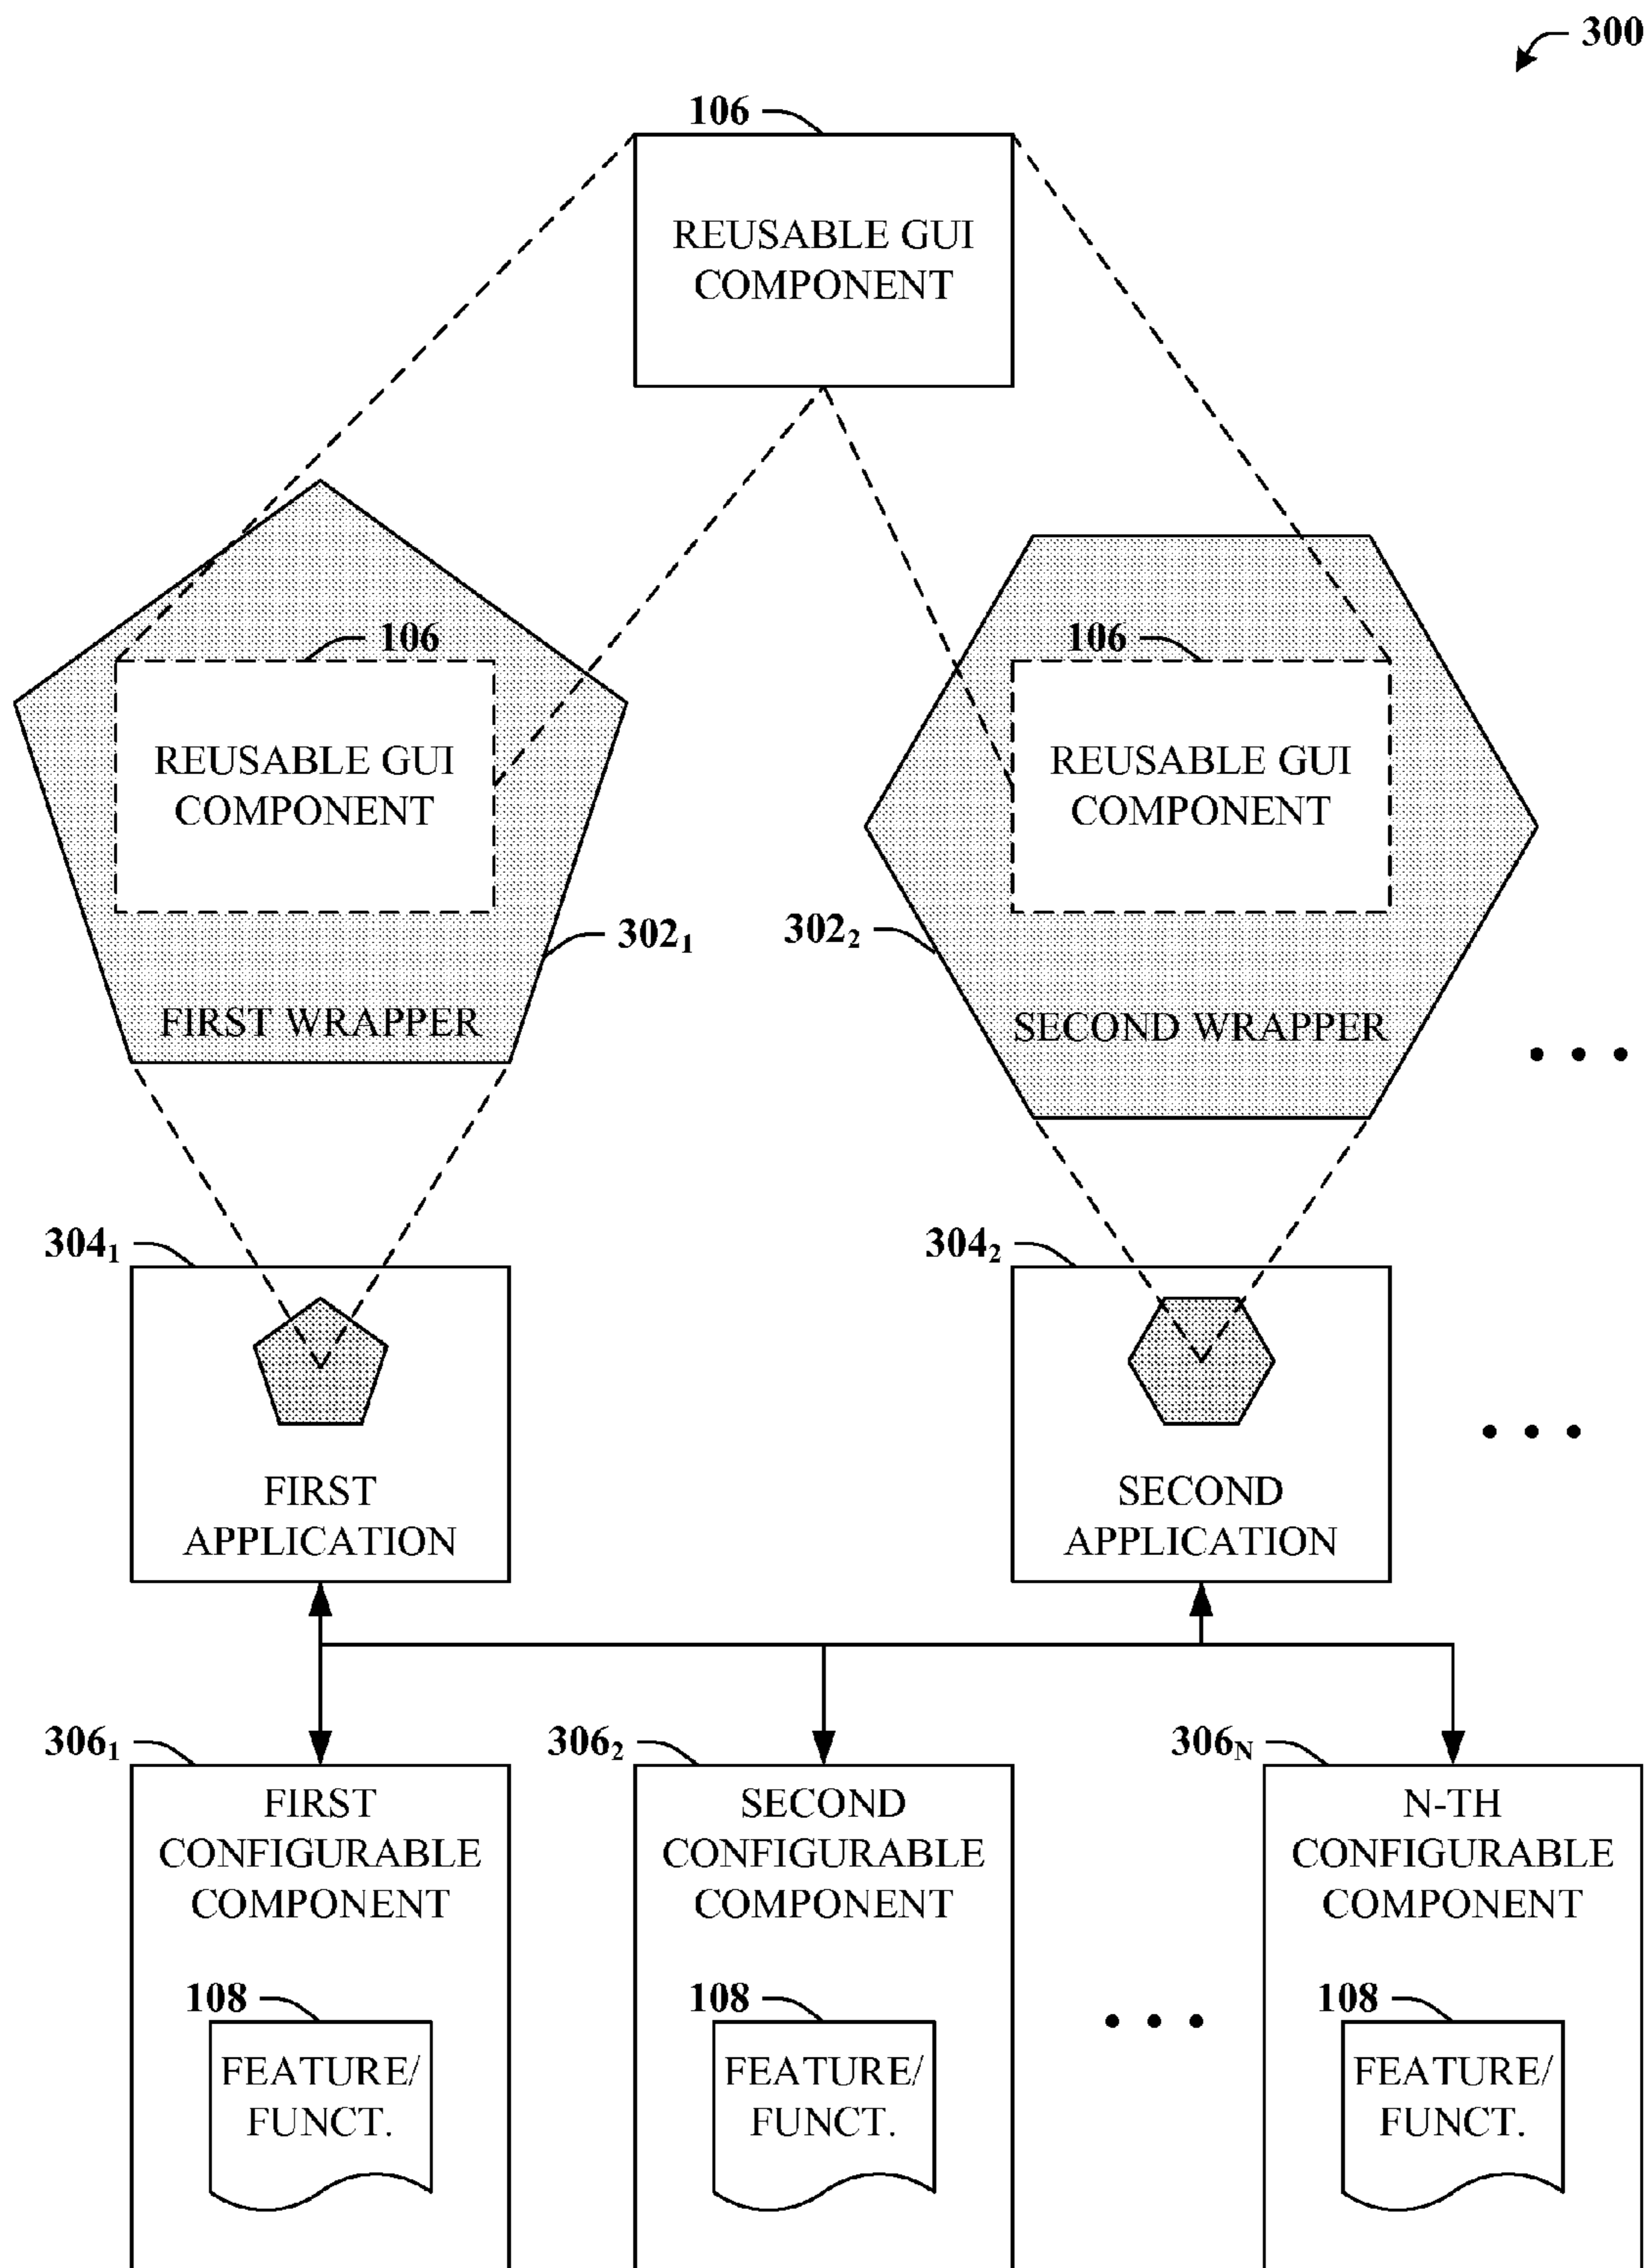 300
106
REUSABLE GUI
COMPONENT
106
REUSABLE GUI
COMPONENT
302₁
FIRST WRAPPER
106
REUSABLE GUI
COMPONENT
302₂
SECOND WRAPPER
• • •
304₁
FIRST
APPLICATION
304₂
SECOND
APPLICATION
• • •
306₁
FIRST
CONFIGURABLE
COMPONENT
108
FEATURE/
FUNCT.
306₂
SECOND
CONFIGURABLE
COMPONENT
108
FEATURE/
FUNCT.
• • •
306N
N-TH
CONFIGURABLE
COMPONENT
108
FEATURE/
FUNCT.